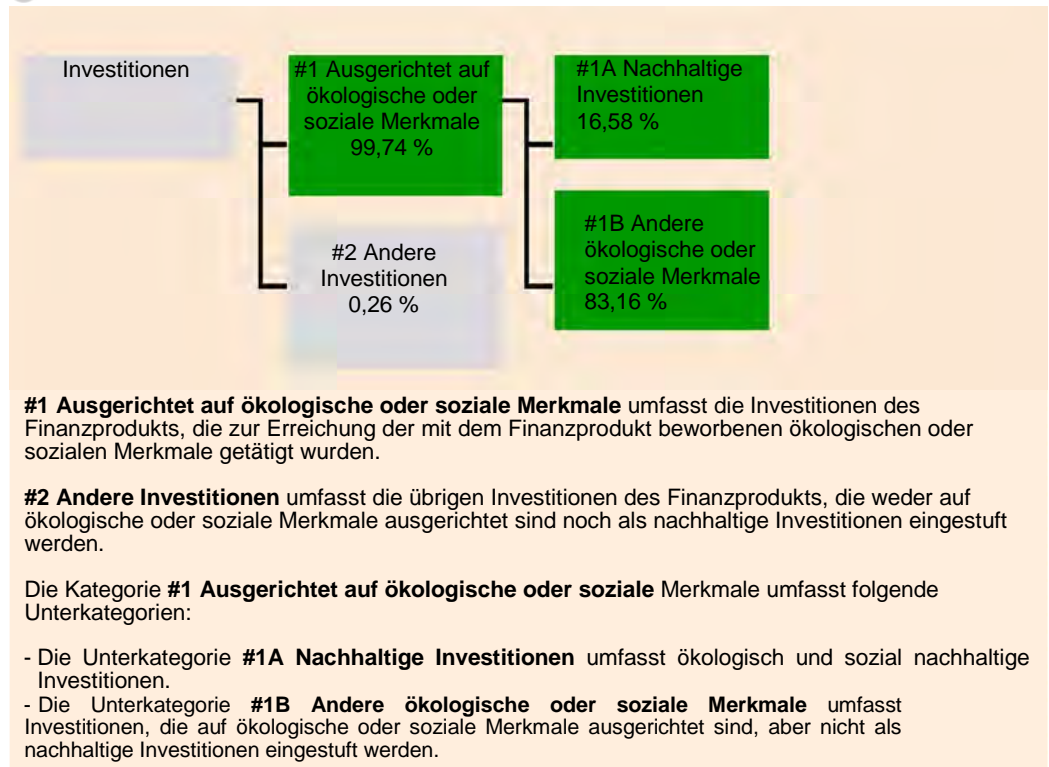 Investitionen
#1 Ausgerichtet auf
ökologische oder
soziale Merkmale
99,74 %
#2 Andere
Investitionen
0,26 %
#1A Nachhaltige
Investitionen
16,58 %
#1B Andere
ökologische oder
soziale Merkmale
83,16 %
#1 Ausgerichtet auf ökologische oder soziale Merkmale umfasst die Investitionen des
Finanzprodukts, die zur Erreichung der mit dem Finanzprodukt beworbenen ökologischen oder
sozialen Merkmale getätigt wurden.
#2 Andere Investitionen umfasst die übrigen Investitionen des Finanzprodukts, die weder auf
ökologische oder soziale Merkmale ausgerichtet sind noch als nachhaltige Investitionen eingestuft
werden.
Die Kategorie #1 Ausgerichtet auf ökologische oder soziale Merkmale umfasst folgende
Unterkategorien:
- Die Unterkategorie #1A Nachhaltige Investitionen umfasst ökologisch und sozial nachhaltige
Investitionen.
- Die Unterkategorie #1B Andere ökologische oder soziale Merkmale umfasst
Investitionen, die auf ökologische oder soziale Merkmale ausgerichtet sind, aber nicht als
nachhaltige Investitionen eingestuft werden.